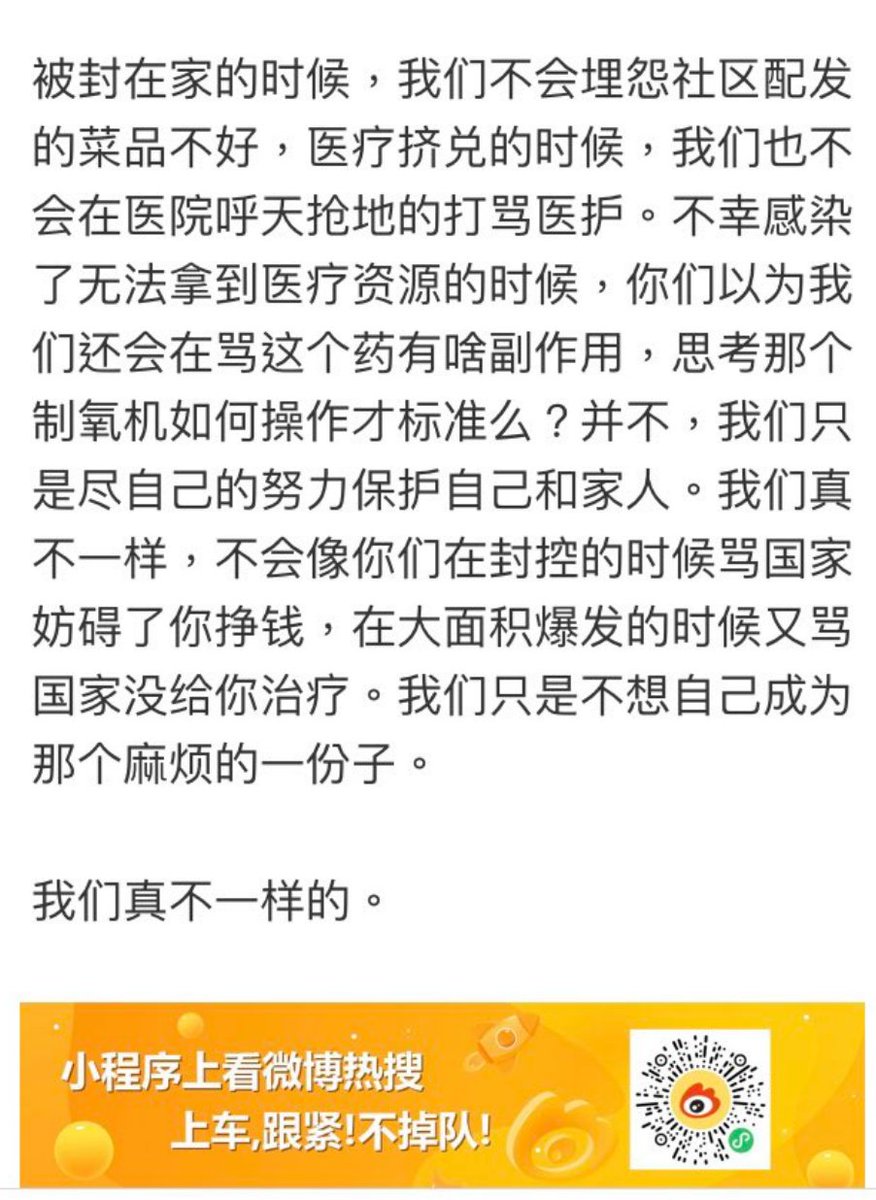 被封在家的时候，我们不会埋怨社区配发
的菜品不好，医疗挤兑的时候，我们也不
会在医院呼天抢地的打骂医护。不幸感染
了无法拿到医疗资源的时候，你们以为我
们还会在骂这个药有啥副作用，思考那个
制氧机如何操作才标准么？并不，我们只
是尽自己的努力保护自己和家人。我们真
不一样，不会像你们在封控的时候骂国家
妨碍了你挣钱，在大面积爆发的时候又骂
国家没给你治疗。我们只是不想自己成为
那个麻烦的一份子。
我们真不一样的。
小程序上看微博热搜
上车,跟紧!不掉队!